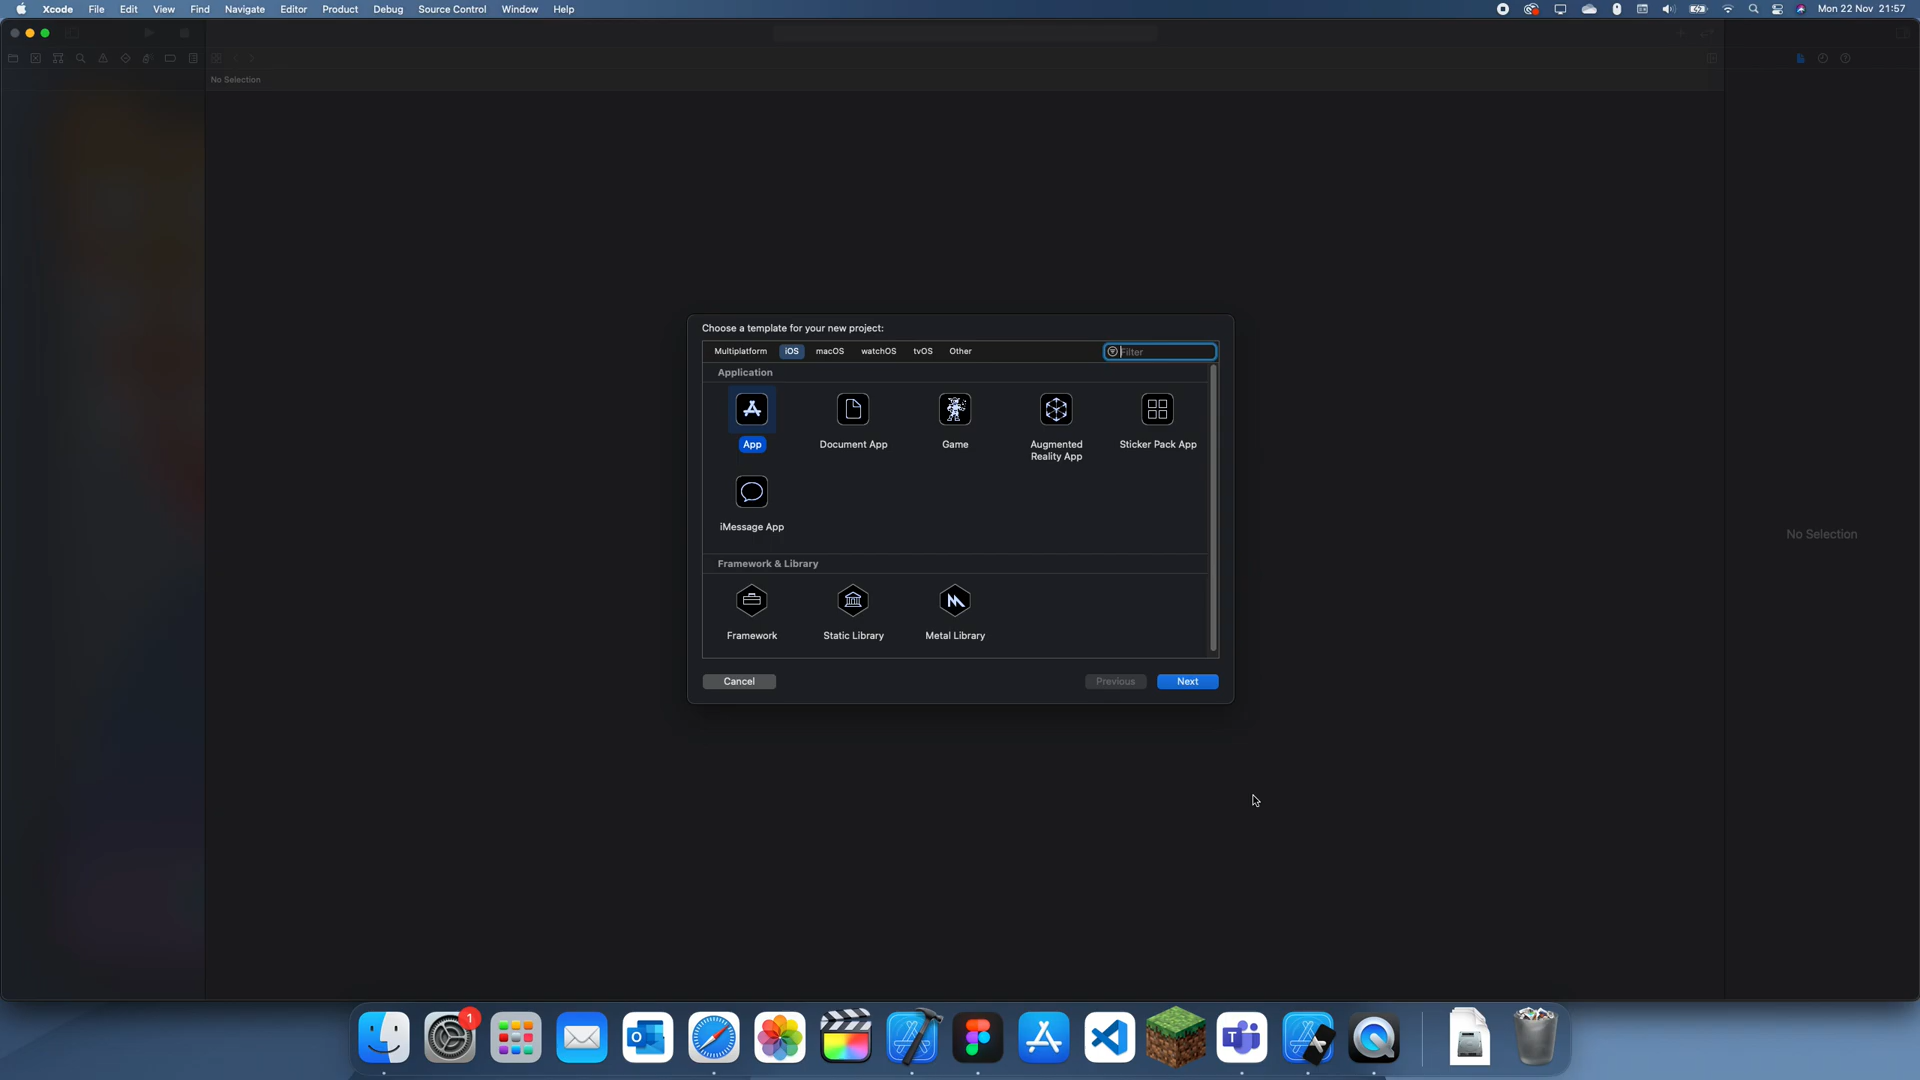 Xcode File Edit View Find Navigate Editor Product Debug Source Control Window Help Mon 22 Nov 21:57
No Selection
Choose a template for your new project:
Multiplatform iOS macOS watchOS tvOS Other Filter
Application
App Document App Game Augmented Reality App Sticker Pack App
iMessage App
No Selection
Framework & Library
Framework Static Library Metal Library
Cancel Previous Next
1